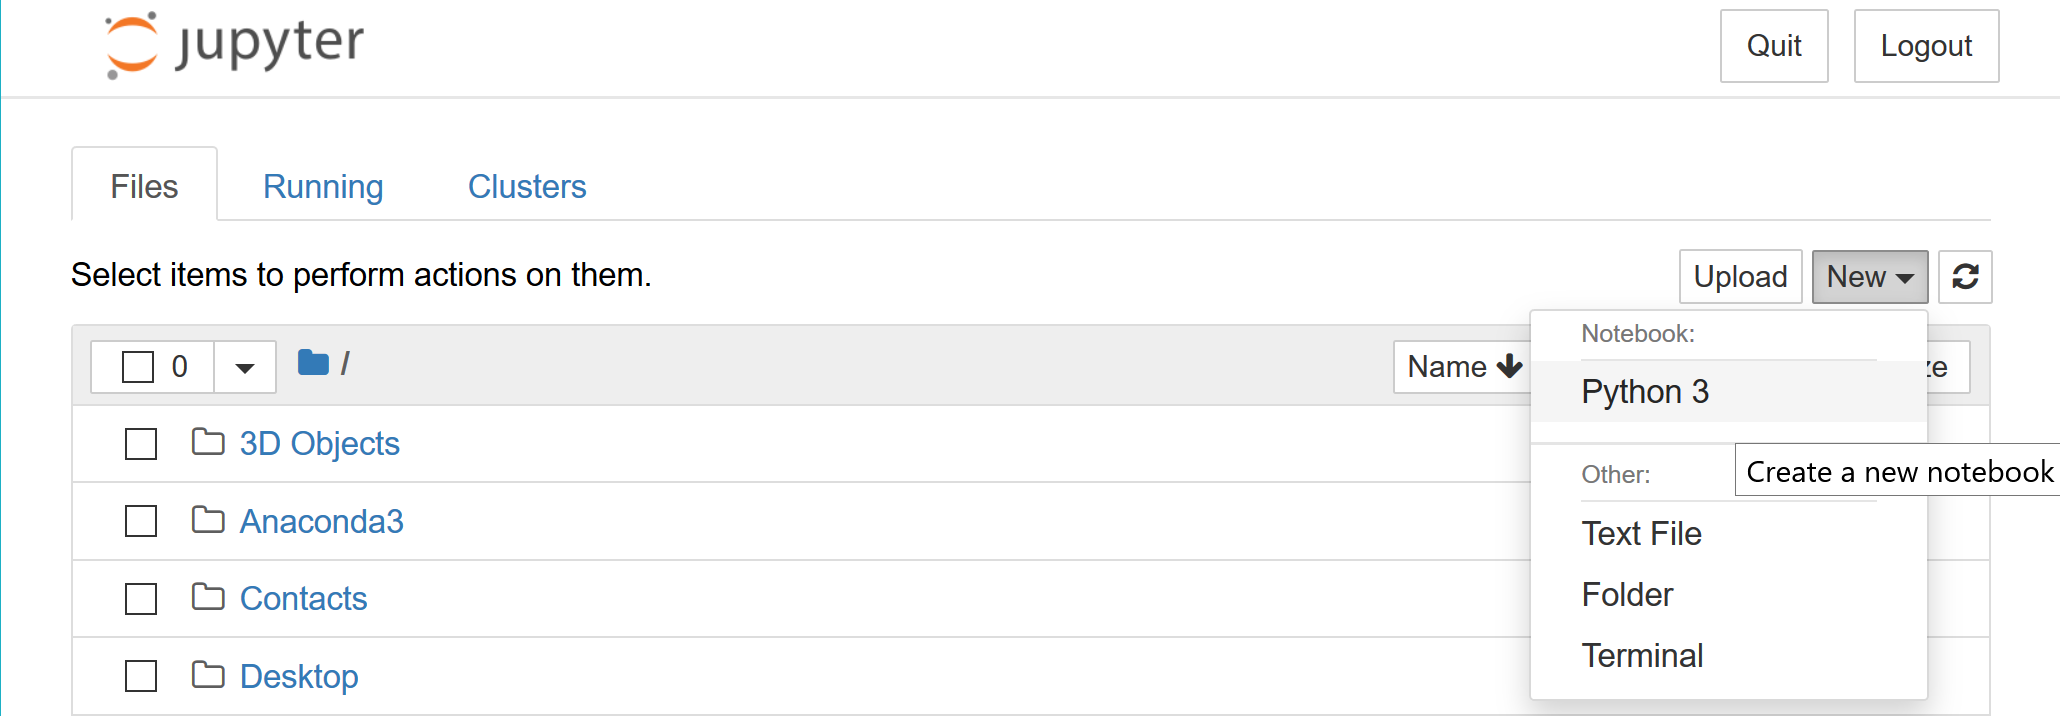 jupyter
Quit Logout
Files Running Clusters
Select items to perform actions on them.
Upload New
Notebook:
0 / Name ze
Python 3
Create a new notebook
Other:
3D Objects
Anaconda3
Text File
Contacts
Folder
Desktop
Terminal